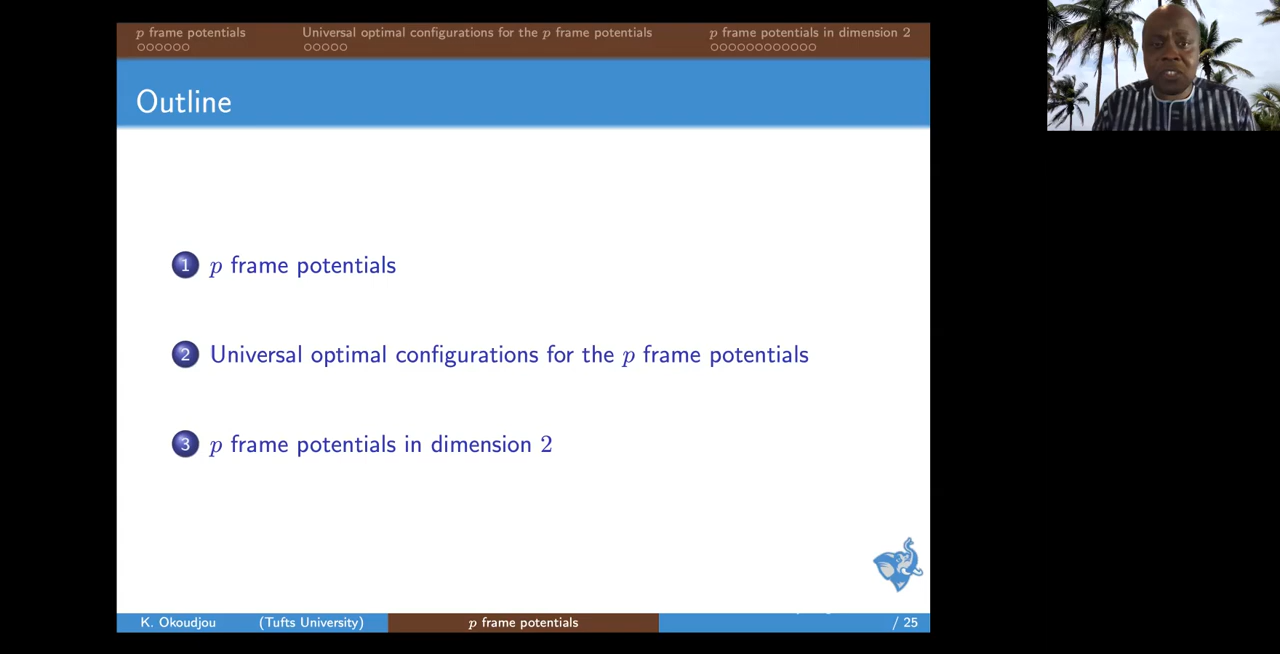 p frame potentials
Universal optimal configurations for the p frame potentials
p frame potentials in dimension 2
Outline
1 p frame potentials
2 Universal optimal configurations for the p frame potentials
3 p frame potentials in dimension 2
K. Okoudjou (Tufts University)
p frame potentials
/ 25